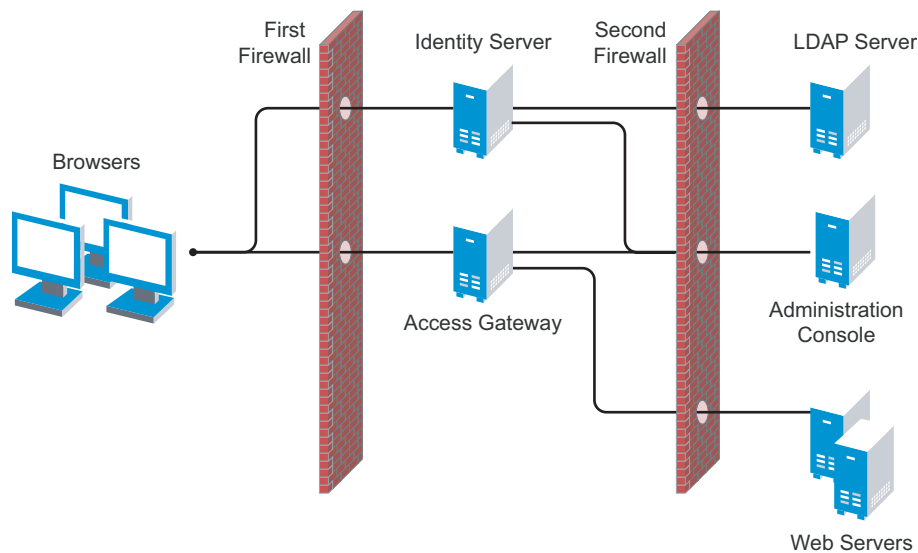 First
Firewall
Identity Server
Second
Firewall
LDAP Server
Browsers
Access Gateway
Administration
Console
Web Servers